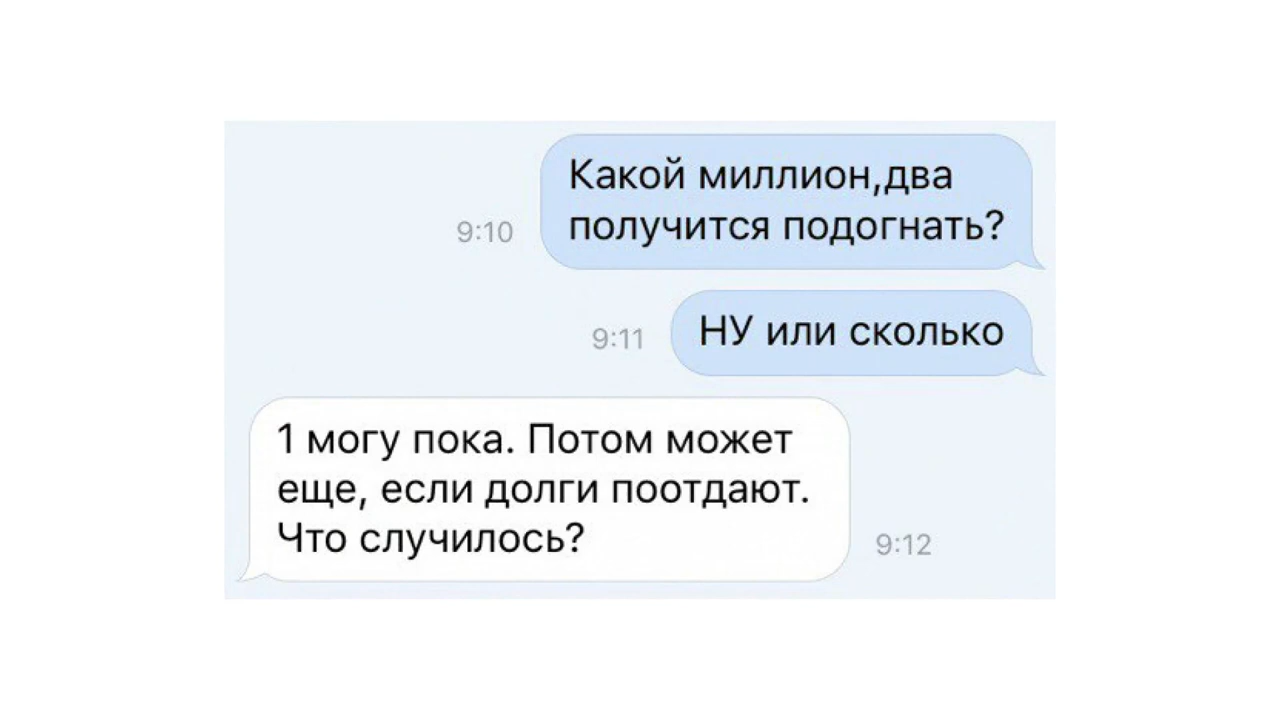 Какой миллион,два
получится подогнать?
9:10
НУ или сколько
9:11
1 могу пока. Потом может
еще, если долги поотдают.
Что случилось?
9:12